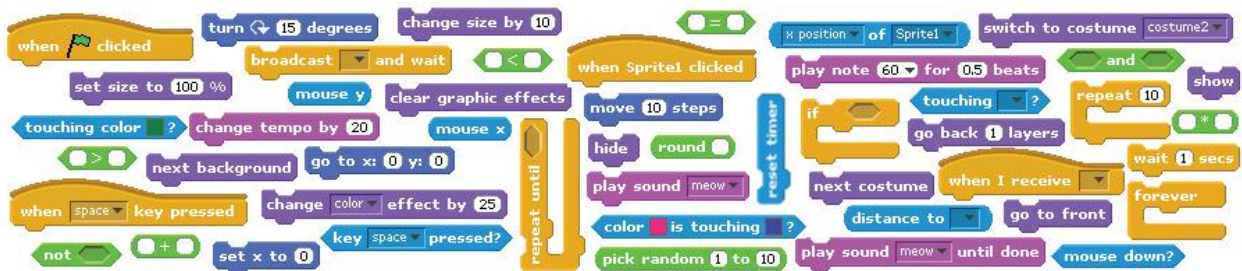 when clicked
turn 15 degrees
change size by 10
=
x position of Sprite1
switch to costume costume2
broadcast and wait
<
when Sprite1 clicked
play note 60 for 0.5 beats
and
show
set size to 100 %
mouse y
clear graphic effects
move 10 steps
reset timer
if
touching ?
repeat 10
touching color ?
change tempo by 20
mouse x
repeat until
hide
round
go back 1 layers
*
>
next background
go to x: 0 y: 0
play sound meow
next costume
when I receive
wait 1 secs
when space key pressed
change color effect by 25
color is touching ?
distance to
go to front
forever
not
+
set x to 0
key space pressed?
pick random 1 to 10
play sound meow until done
mouse down?